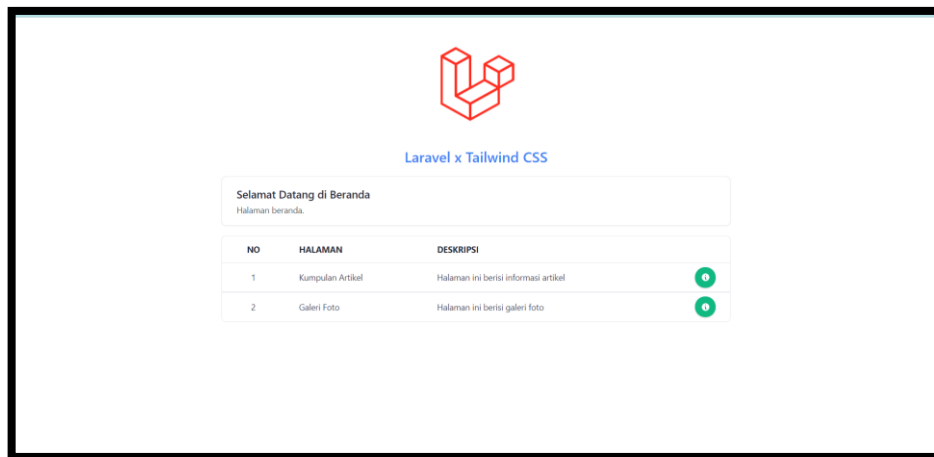 Laravel x Tailwind CSS
Selamat Datang di Beranda
Halaman beranda.
NO HALAMAN DESKRIPSI
1 Kumpulan Artikel Halaman ini berisi informasi artikel
2 Galeri Foto Halaman ini berisi galeri foto